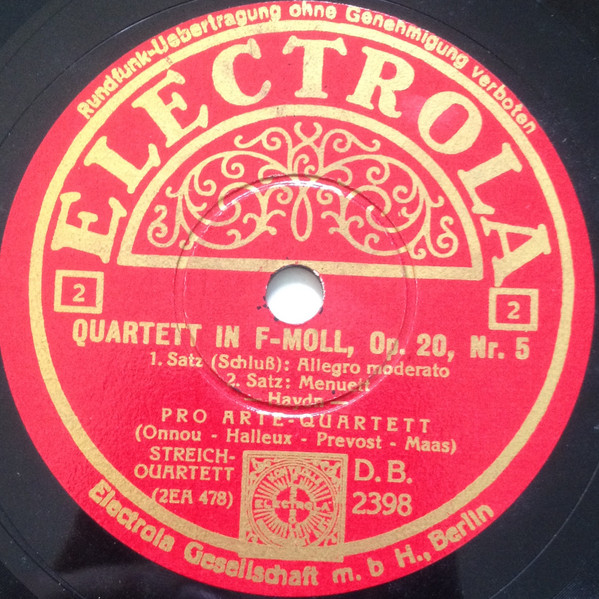 Rundfunk-Uebertragung ohne Genehmigung verboten
ELECTROLA
2
2
QUARTETT IN F-MOLL, Op. 20, Nr. 5
1. Satz (Schluß): Allegro moderato
2. Satz: Menuett
— Haydn —
PRO ARTE-QUARTETT
(Onnou - Halleux - Prevost - Maas)
STREICH-
QUARTETT
D.B.
(2EA 478)
2398
ELECTROLA
Electrola Gesellschaft m. b H., Berlin